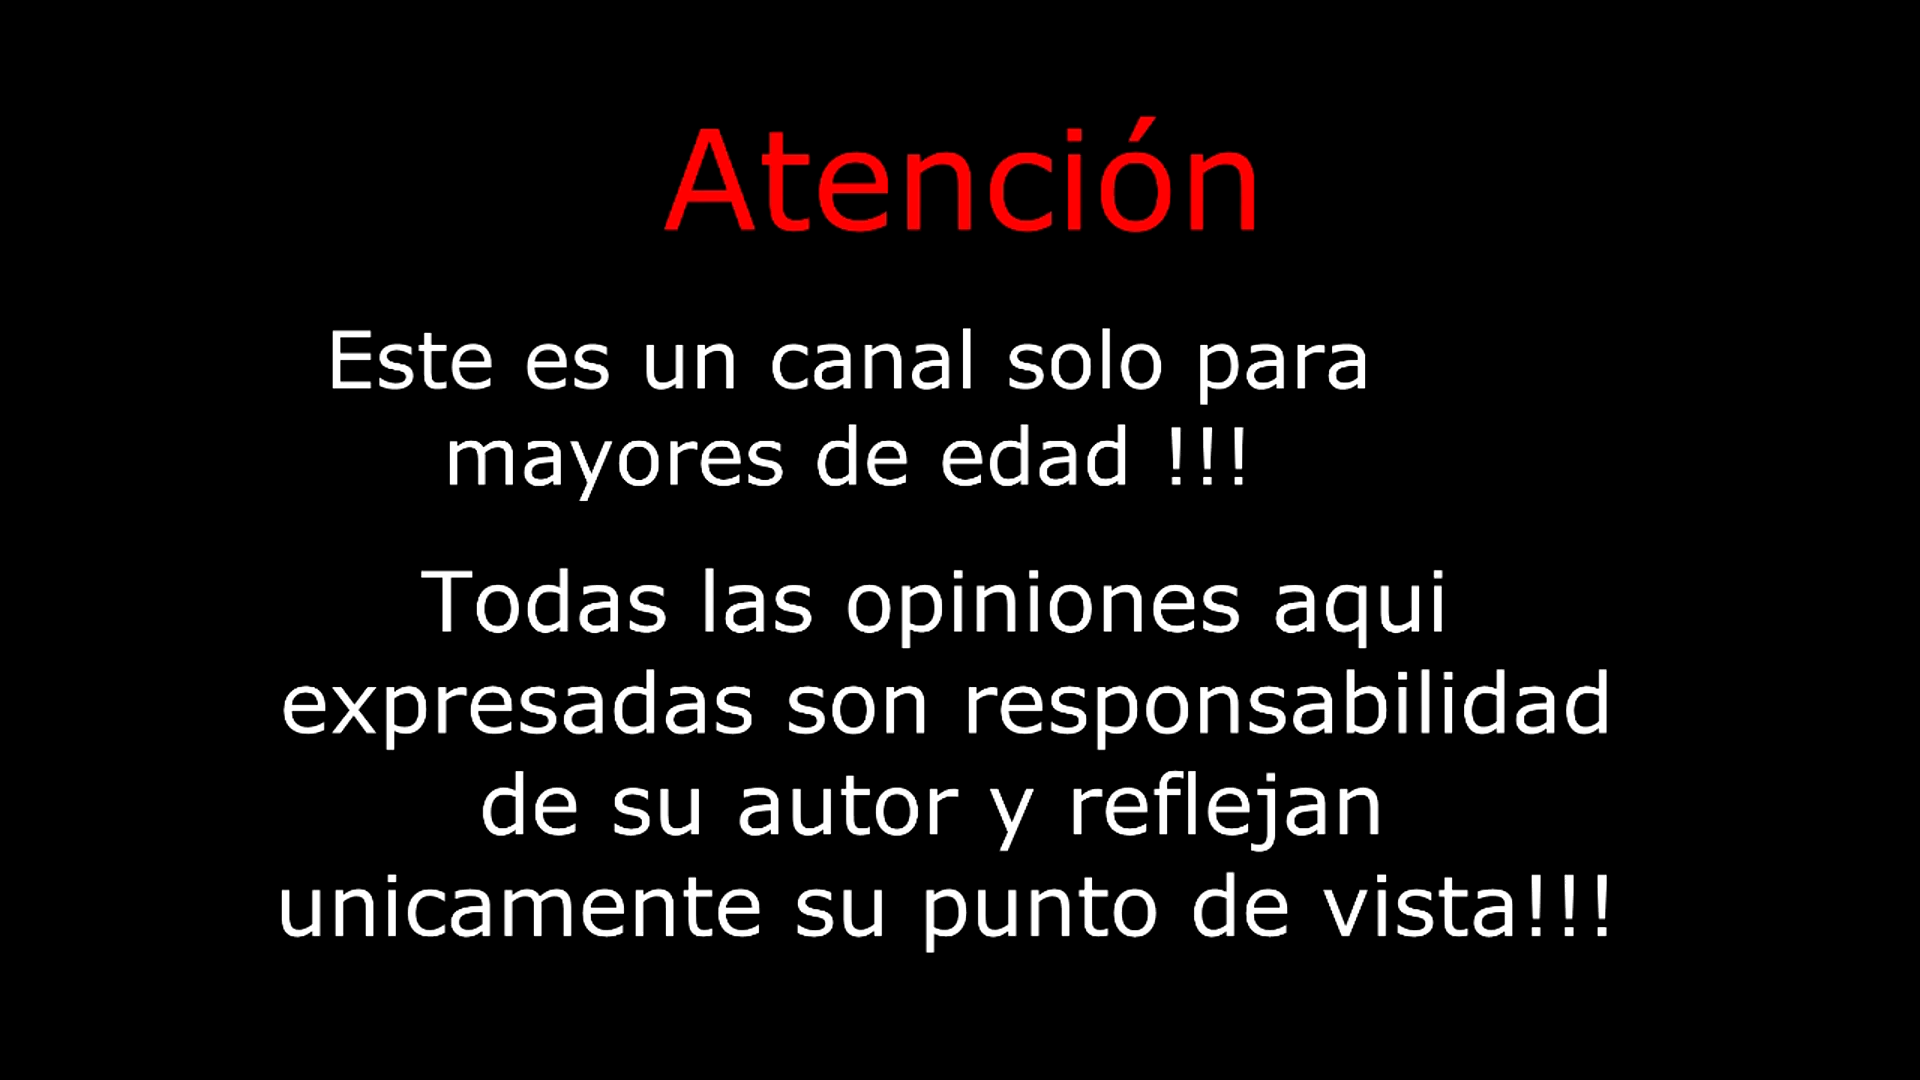 Atención
Este es un canal solo para
mayores de edad !!!
Todas las opiniones aqui
expresadas son responsabilidad
de su autor y reflejan
unicamente su punto de vista!!!